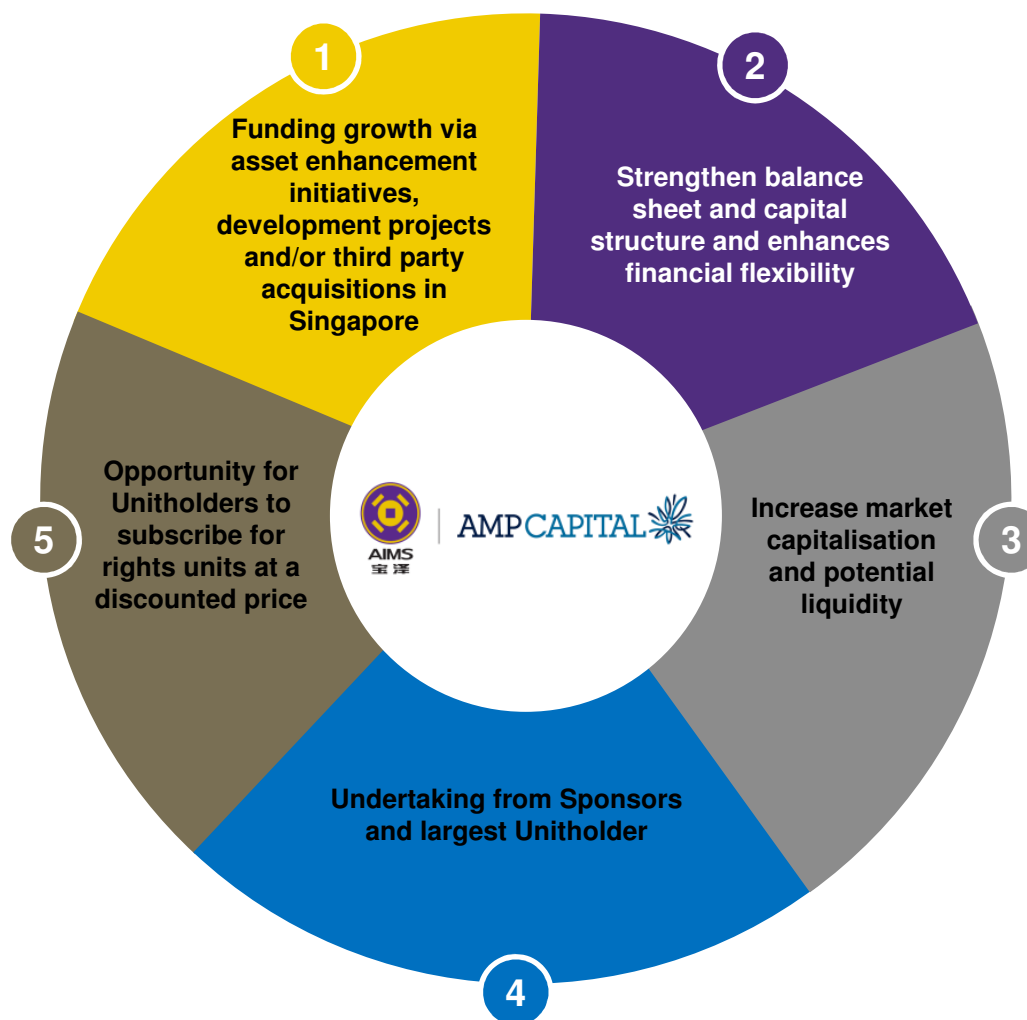 1
Funding growth via
asset enhancement
initiatives,
development projects
and/or third party
acquisitions in
Singapore
2
Strengthen balance
sheet and capital
structure and enhances
financial flexibility
3
Increase market
capitalisation
and potential
liquidity
4
Undertaking from Sponsors
and largest Unitholder
5
Opportunity for
Unitholders to
subscribe for
rights units at a
discounted price
AIMS
宝泽
AMP CAPITAL